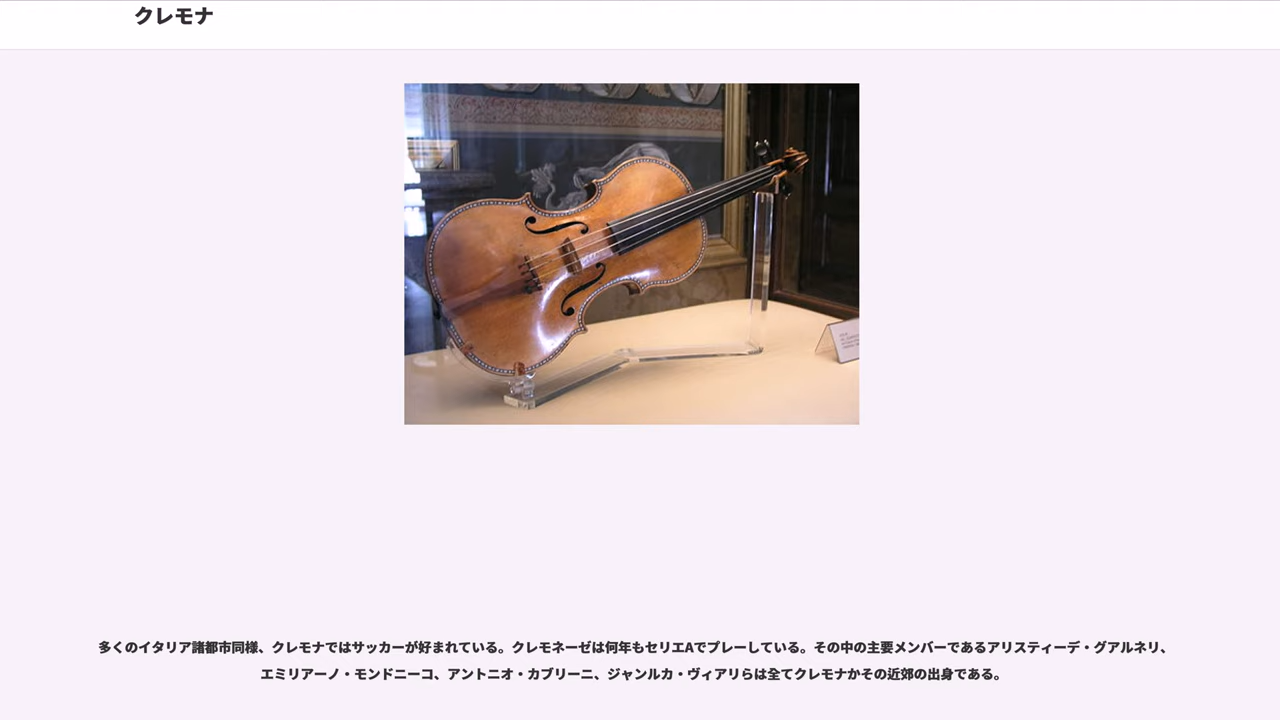 クレモナ
多くのイタリア諸都市同様、クレモナではサッカーが好まれている。クレモネーゼは何年もセリエAでプレーしている。その中の主要メンバーであるアリスティーデ・グアルネリ、
エミリアーノ・モンドニーコ、アントニオ・カブリーニ、ジャンルカ・ヴィアリらは全てクレモナかその近郊の出身である。